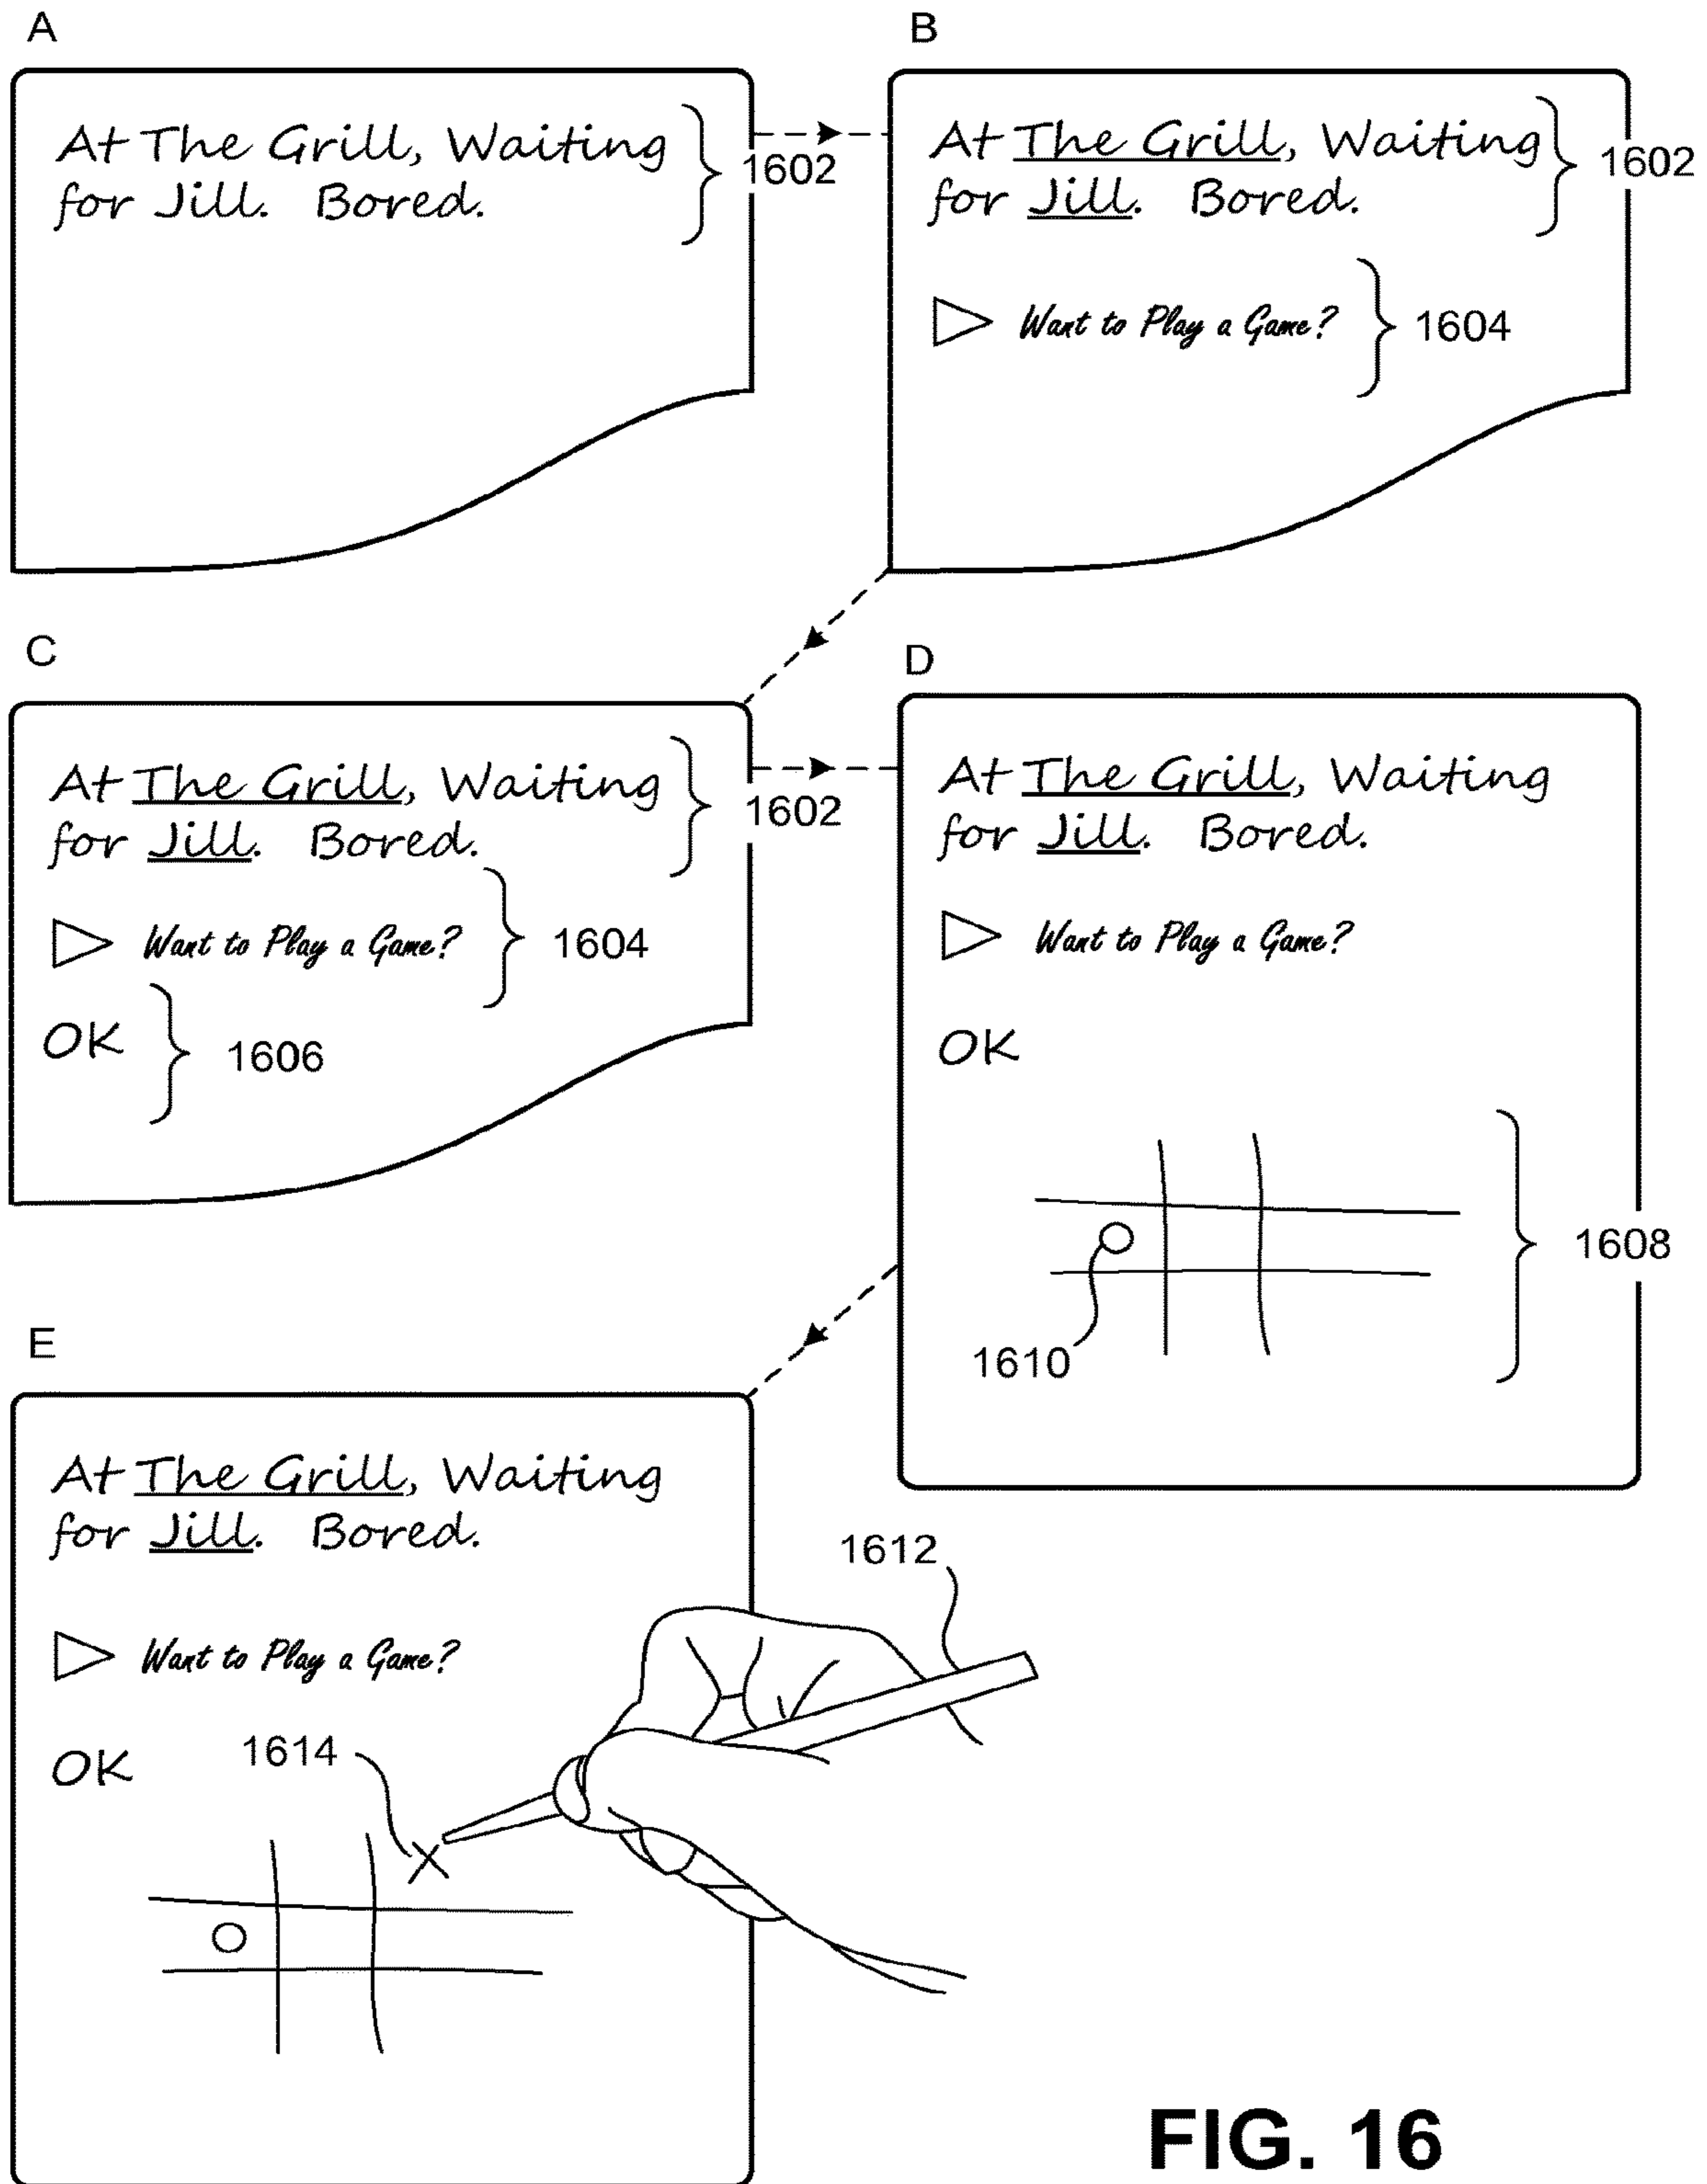 A
At The Grill, Waiting
for Jill. Bored.
1602
B
At The Grill, Waiting
for Jill. Bored.
1602
Want to Play a Game?
1604
C
At The Grill, Waiting
for Jill. Bored.
1602
Want to Play a Game?
1604
OK
1606
D
At The Grill, Waiting
for Jill. Bored.
Want to Play a Game?
OK
O
1608
1610
E
At The Grill, Waiting
for Jill. Bored.
1612
Want to Play a Game?
OK
1614
X
O
FIG. 16